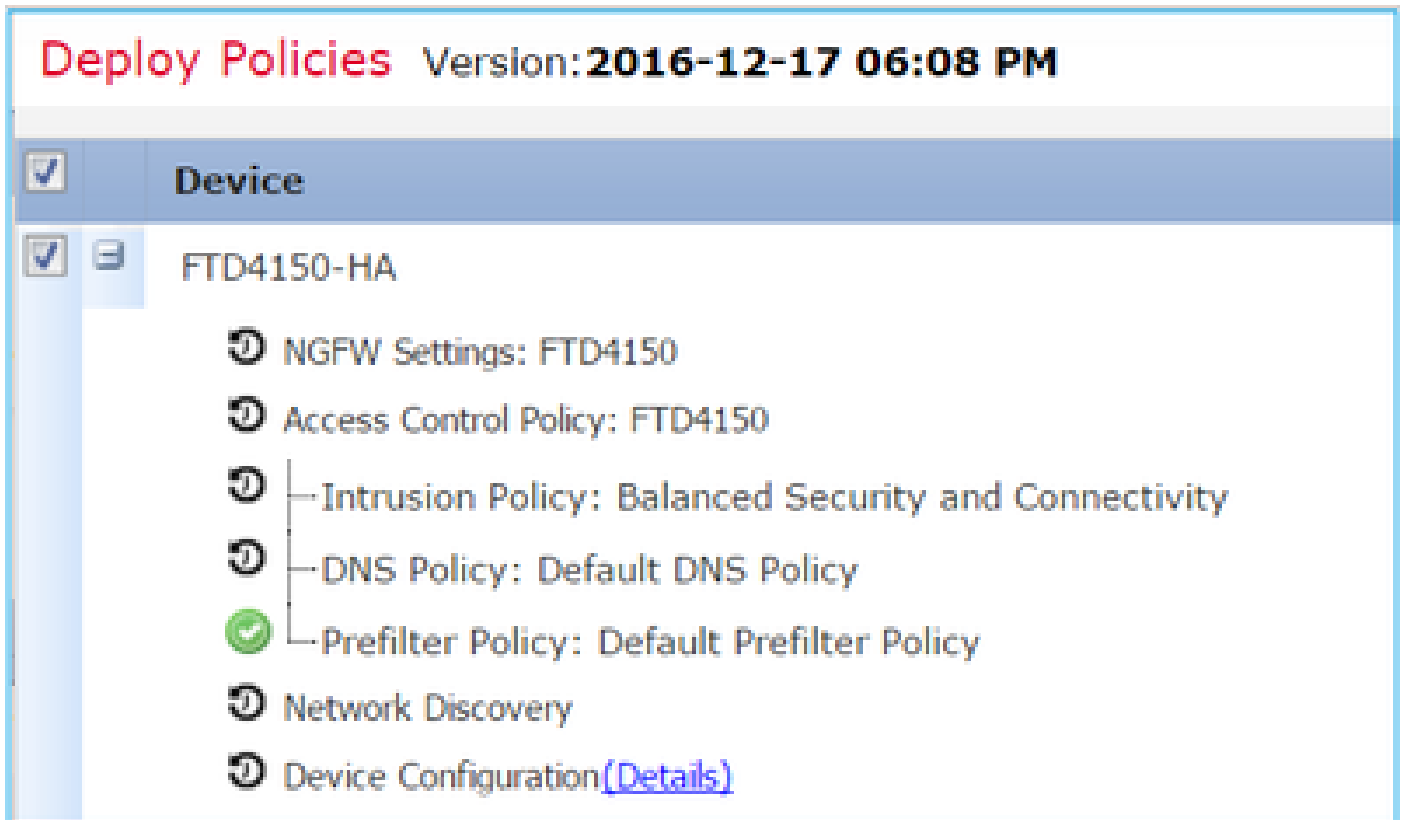 Deploy Policies Version:2016-12-17 06:08 PM
Device
FTD4150-HA
NGFW Settings: FTD4150
Access Control Policy: FTD4150
Intrusion Policy: Balanced Security and Connectivity
DNS Policy: Default DNS Policy
Prefilter Policy: Default Prefilter Policy
Network Discovery
Device Configuration(Details)